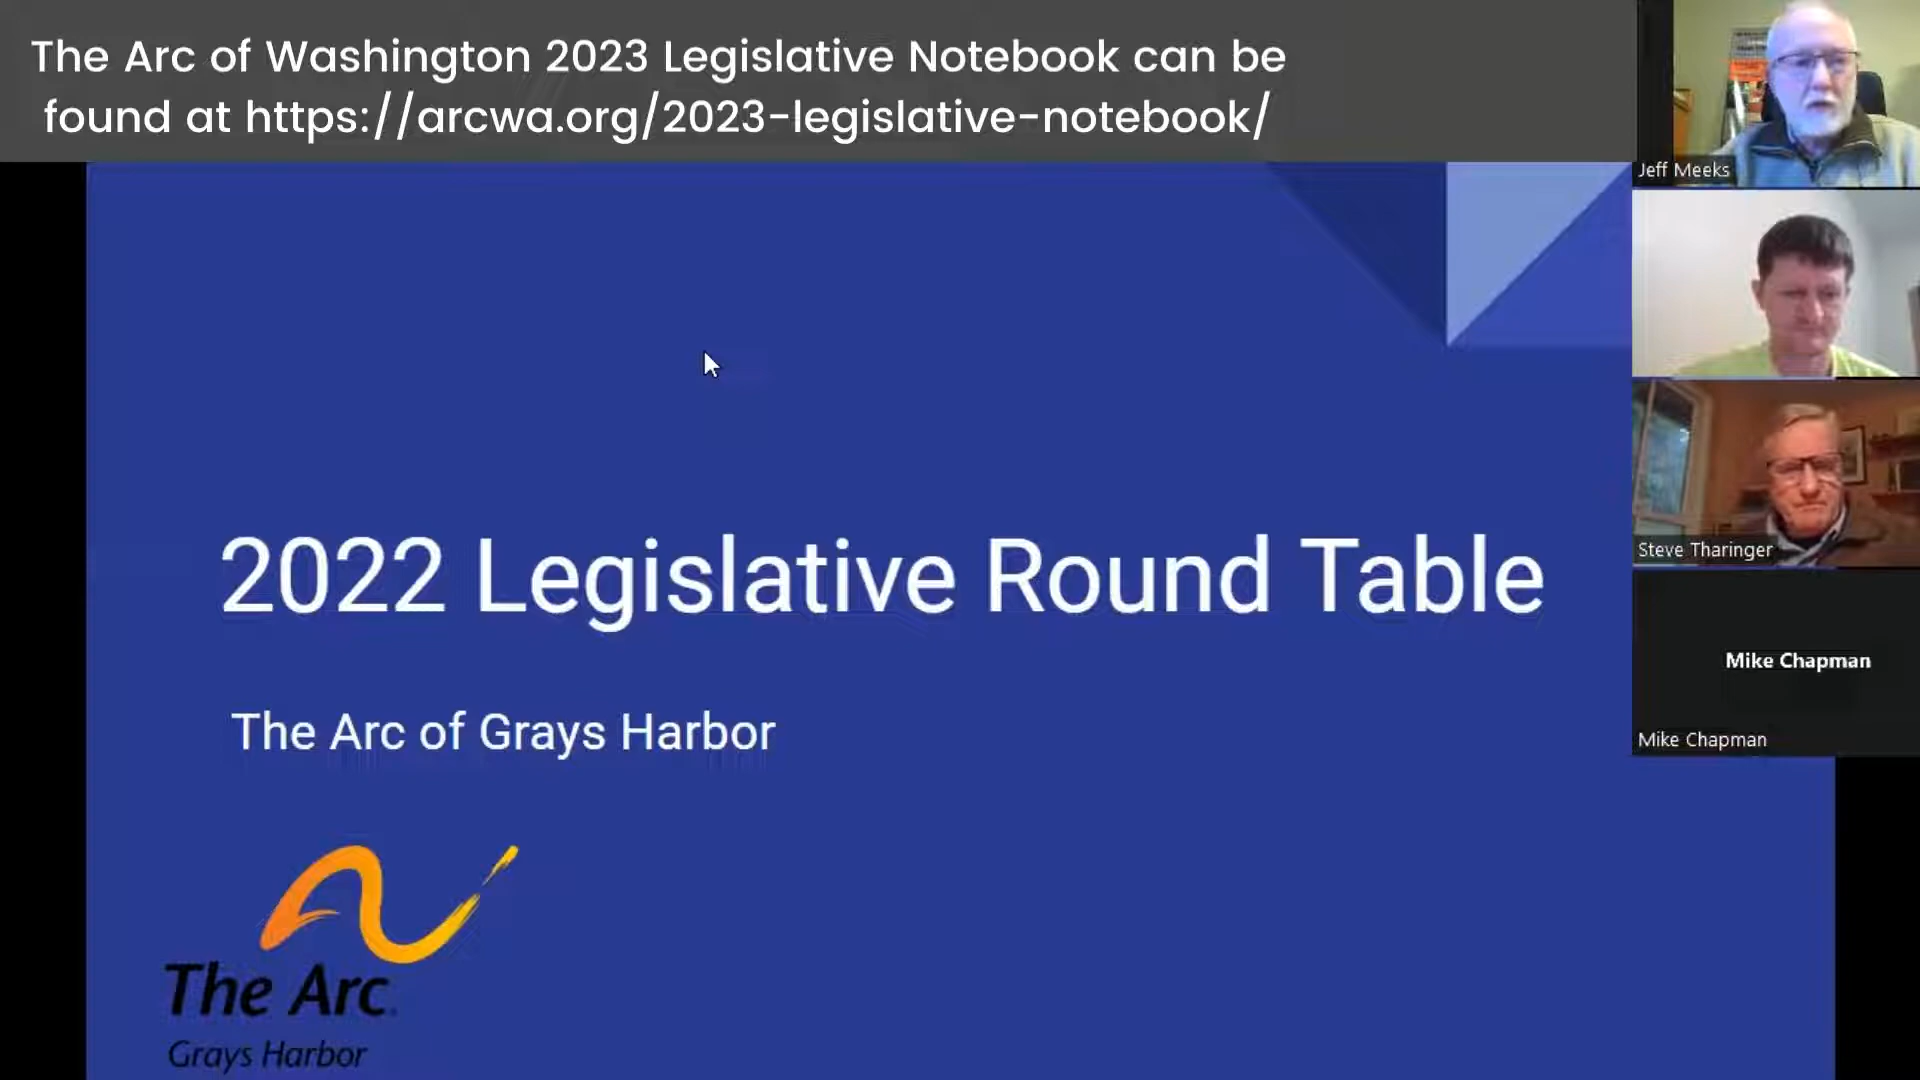 The Arc of Washington 2023 Legislative Notebook can be
found at https://arcwa.org/2023-legislative-notebook/
Jeff Meeks
Steve Tharinger
Mike Chapman
Mike Chapman
2022 Legislative Round Table
The Arc of Grays Harbor
The Arc.
Grays Harbor